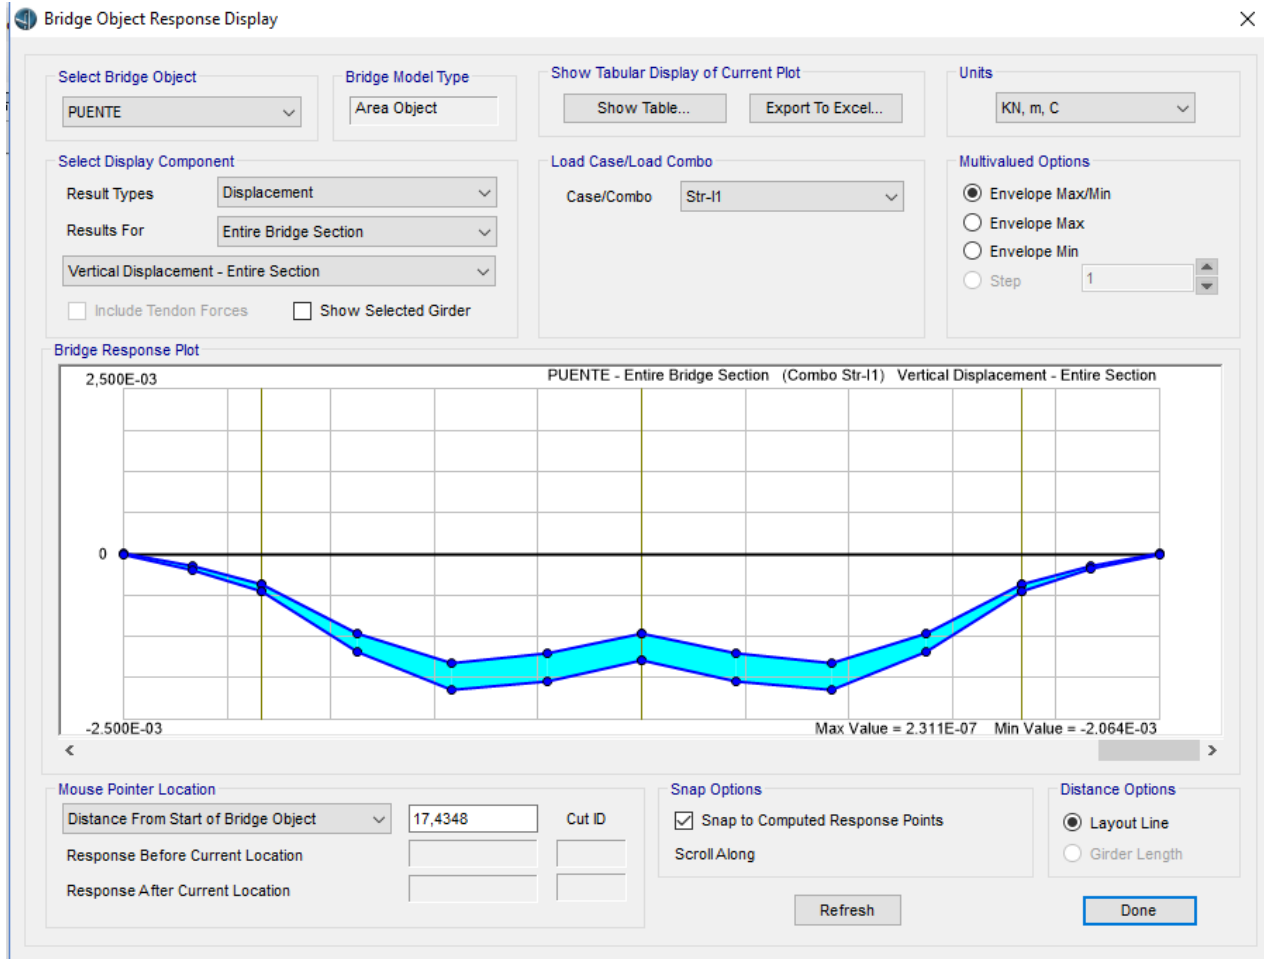 Bridge Object Response Display
Select Bridge Object
PUENTE
Bridge Model Type
Area Object
Show Tabular Display of Current Plot
Show Table...
Export To Excel...
Units
KN, m, C
Select Display Component
Result Types
Displacement
Results For
Entire Bridge Section
Vertical Displacement - Entire Section
Include Tendon Forces
Show Selected Girder
Load Case/Load Combo
Case/Combo
Str-I1
Multivalued Options
Envelope Max/Min
Envelope Max
Envelope Min
Step
1
Bridge Response Plot
2,500E-03
PUENTE - Entire Bridge Section (Combo Str-I1) Vertical Displacement - Entire Section
0
-2.500E-03
Max Value = 2.311E-07 Min Value = -2.064E-03
Mouse Pointer Location
Distance From Start of Bridge Object
17,4348
Cut ID
Response Before Current Location
Response After Current Location
Snap Options
Snap to Computed Response Points
Scroll Along
Distance Options
Layout Line
Girder Length
Refresh
Done